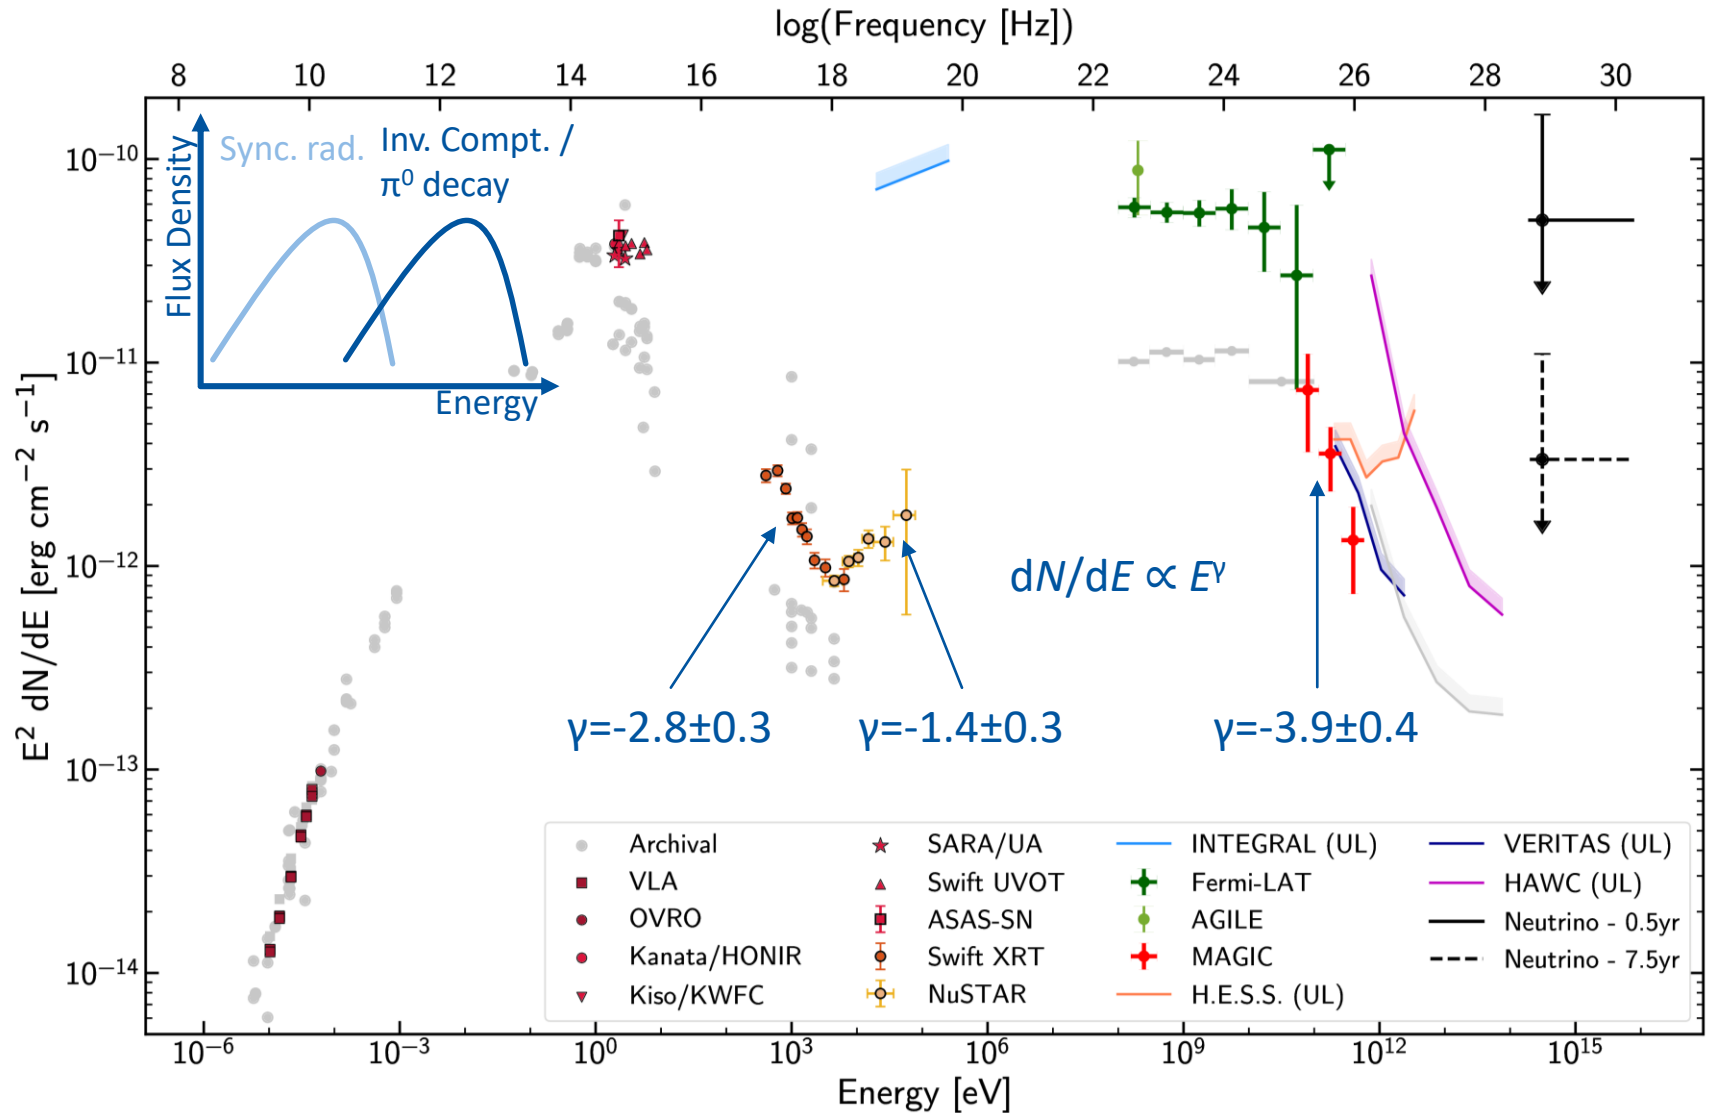 log(Frequency [Hz])
8 10 12 14 16 18 20 22 24 26 28 30
Flux Density
Sync. rad.
Inv. Compt. /
π⁰ decay
Energy
E² dN/dE [erg cm⁻² s⁻¹]
10⁻¹⁰
10⁻¹¹
10⁻¹²
10⁻¹³
10⁻¹⁴
dN/dE ∝ Eᵞ
γ=-2.8±0.3
γ=-1.4±0.3
γ=-3.9±0.4
Archival
VLA
OVRO
Kanata/HONIR
Kiso/KWFC
SARA/UA
Swift UVOT
ASAS-SN
Swift XRT
NuSTAR
INTEGRAL (UL)
Fermi-LAT
AGILE
MAGIC
H.E.S.S. (UL)
VERITAS (UL)
HAWC (UL)
Neutrino - 0.5yr
Neutrino - 7.5yr
10⁻⁶ 10⁻³ 10⁰ 10³ 10⁶ 10⁹ 10¹² 10¹⁵
Energy [eV]